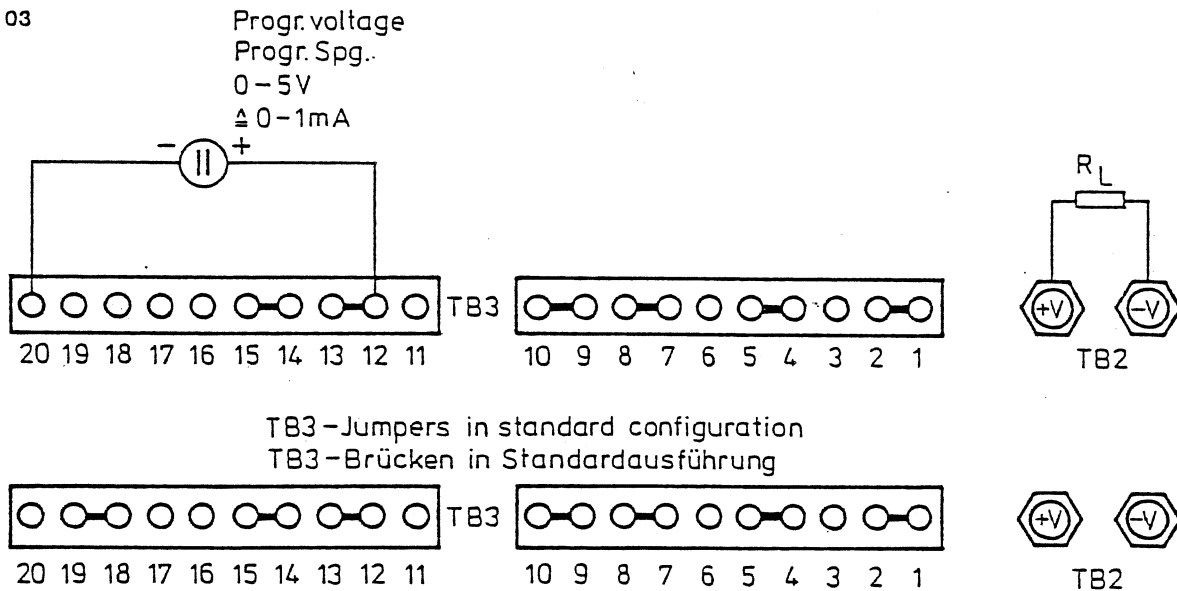 03
Progr. voltage
Progr. Spg.
0-5V
≙ 0-1mA
- +
RL
TB3
+V -V
20 19 18 17 16 15 14 13 12 11 10 9 8 7 6 5 4 3 2 1
TB2
TB3-Jumpers in standard configuration
TB3-Brücken in Standardausführung
TB3
+V -V
20 19 18 17 16 15 14 13 12 11 10 9 8 7 6 5 4 3 2 1
TB2